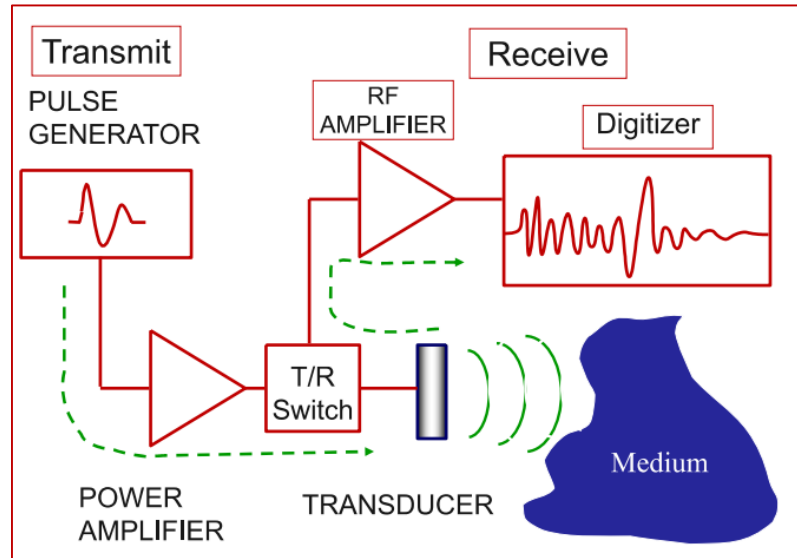 Transmit
Receive
PULSE
GENERATOR
RF
AMPLIFIER
Digitizer
T/R
Switch
Medium
POWER
AMPLIFIER
TRANSDUCER